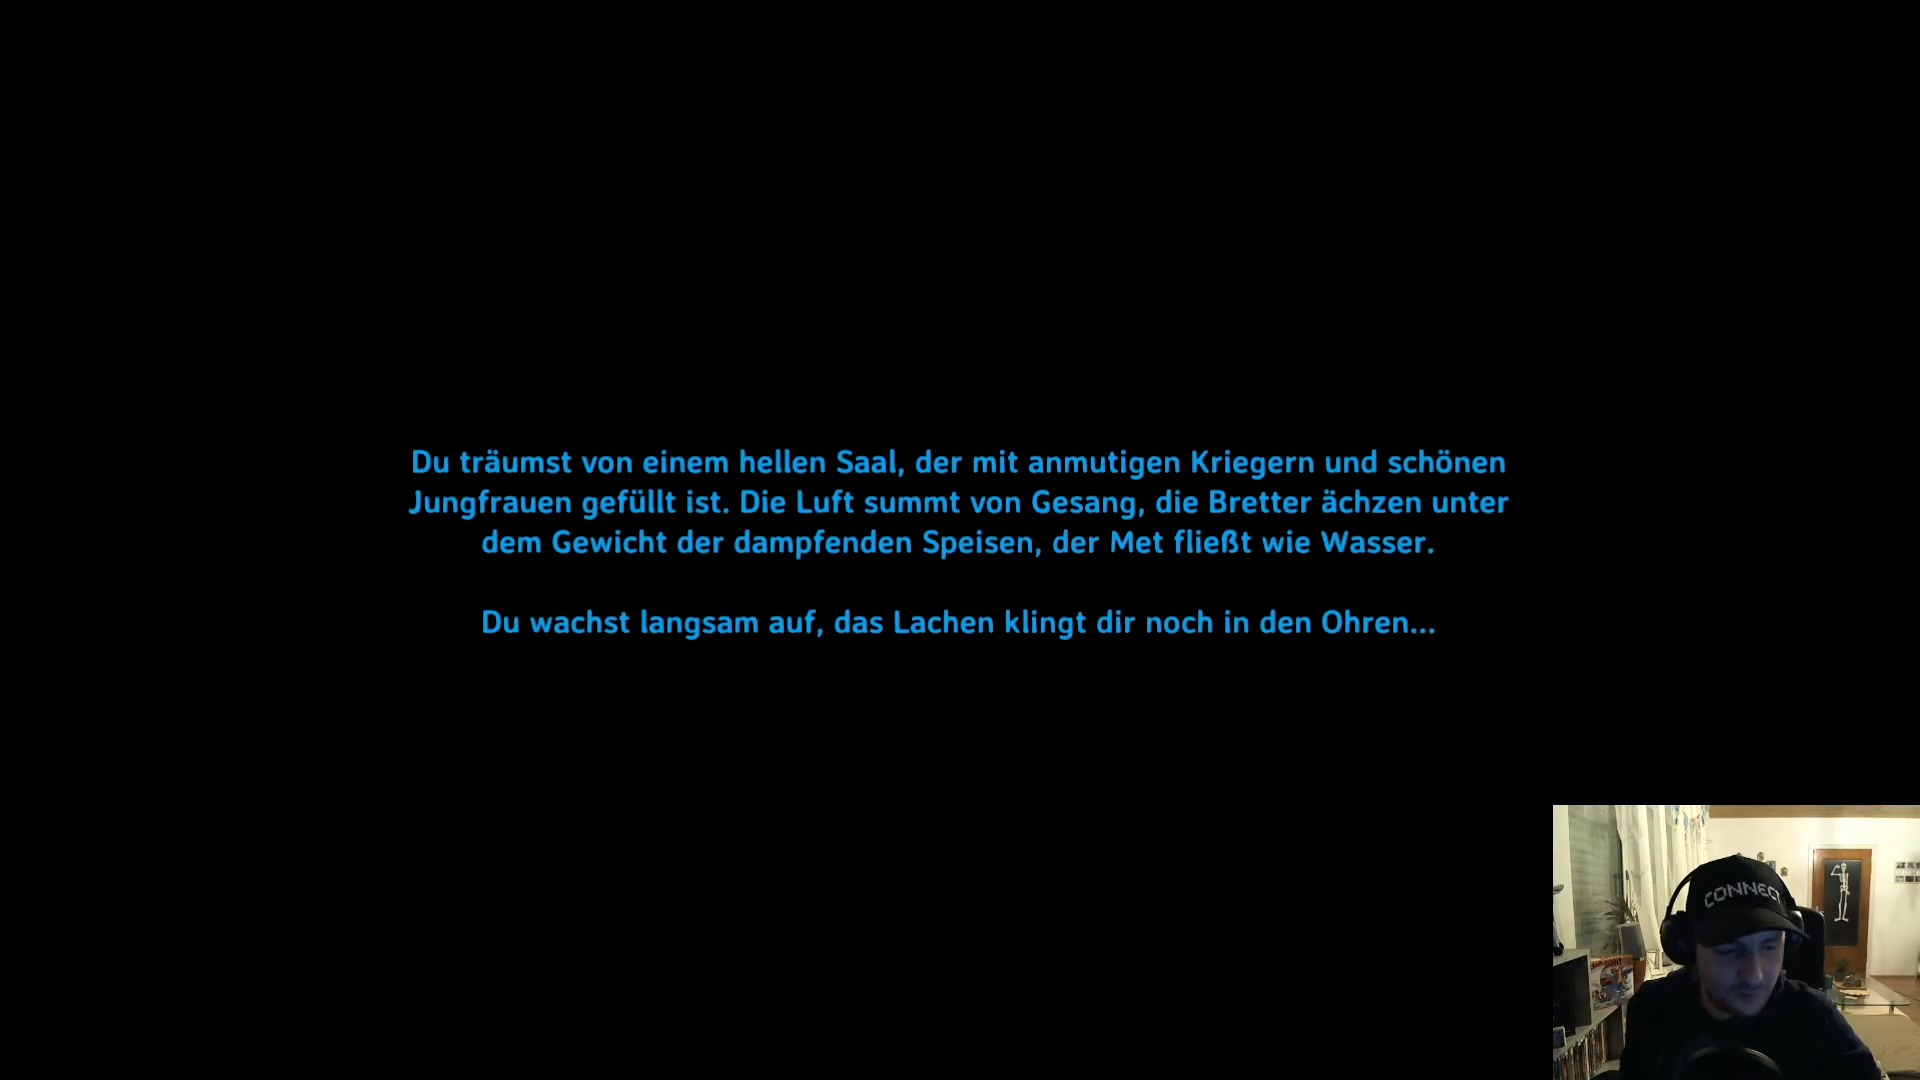 Du träumst von einem hellen Saal, der mit anmutigen Kriegern und schönen
Jungfrauen gefüllt ist. Die Luft summt von Gesang, die Bretter ächzen unter
dem Gewicht der dampfenden Speisen, der Met fließt wie Wasser.
Du wachst langsam auf, das Lachen klingt dir noch in den Ohren...
CONNECT